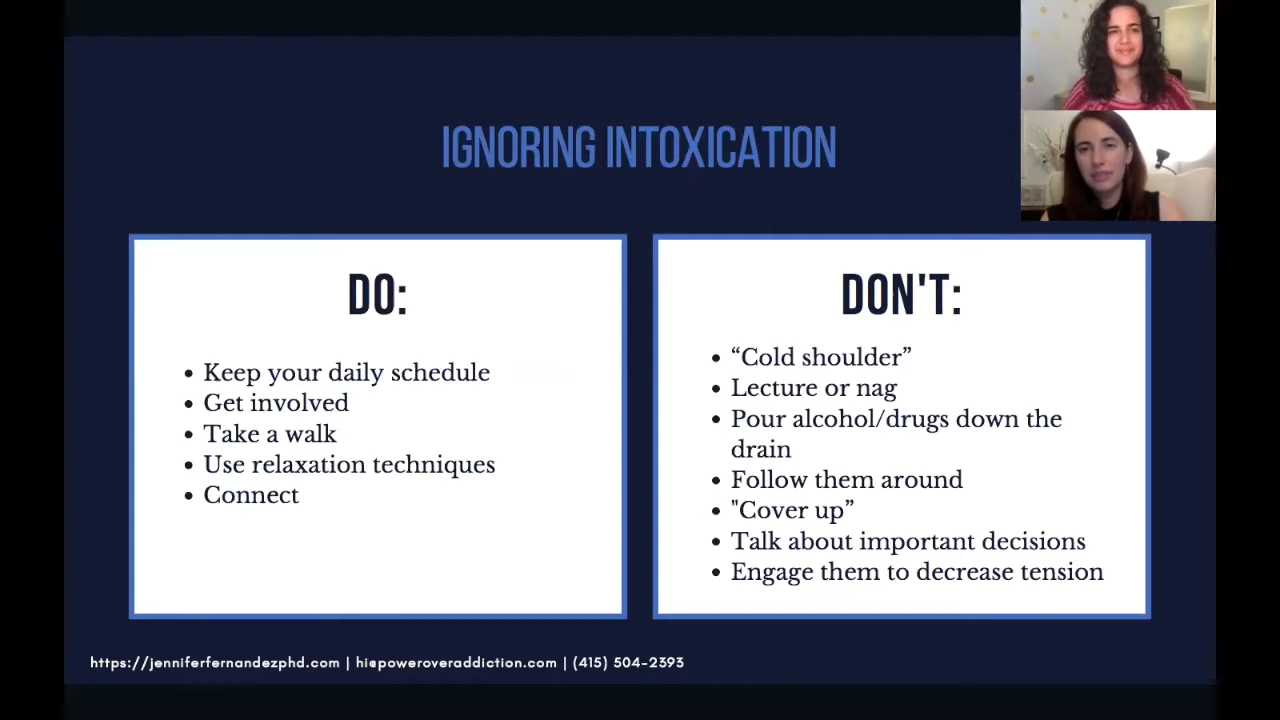 IGNORING INTOXICATION
DO:
• Keep your daily schedule
• Get involved
• Take a walk
• Use relaxation techniques
• Connect
DON'T:
• “Cold shoulder”
• Lecture or nag
• Pour alcohol/drugs down the
drain
• Follow them around
• "Cover up”
• Talk about important decisions
• Engage them to decrease tension
https://jenniferfernandezphd.com | hi@poweroveraddiction.com | (415) 504-2393